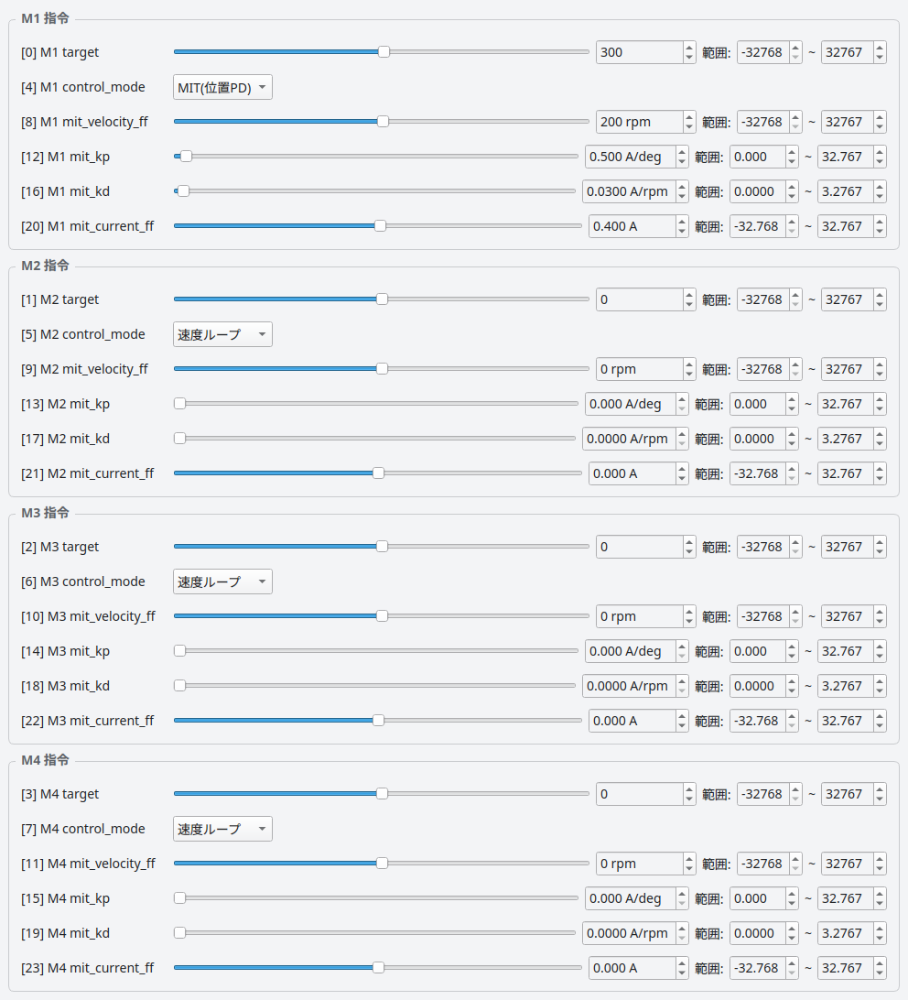 M1 指令
[0] M1 target 300 範囲: -32768 ~ 32767
[4] M1 control_mode MIT(位置PD)
[8] M1 mit_velocity_ff 200 rpm 範囲: -32768 ~ 32767
[12] M1 mit_kp 0.500 A/deg 範囲: 0.000 ~ 32.767
[16] M1 mit_kd 0.0300 A/rpm 範囲: 0.0000 ~ 3.2767
[20] M1 mit_current_ff 0.400 A 範囲: -32.768 ~ 32.767
M2 指令
[1] M2 target 0 範囲: -32768 ~ 32767
[5] M2 control_mode 速度ループ
[9] M2 mit_velocity_ff 0 rpm 範囲: -32768 ~ 32767
[13] M2 mit_kp 0.000 A/deg 範囲: 0.000 ~ 32.767
[17] M2 mit_kd 0.0000 A/rpm 範囲: 0.0000 ~ 3.2767
[21] M2 mit_current_ff 0.000 A 範囲: -32.768 ~ 32.767
M3 指令
[2] M3 target 0 範囲: -32768 ~ 32767
[6] M3 control_mode 速度ループ
[10] M3 mit_velocity_ff 0 rpm 範囲: -32768 ~ 32767
[14] M3 mit_kp 0.000 A/deg 範囲: 0.000 ~ 32.767
[18] M3 mit_kd 0.0000 A/rpm 範囲: 0.0000 ~ 3.2767
[22] M3 mit_current_ff 0.000 A 範囲: -32.768 ~ 32.767
M4 指令
[3] M4 target 0 範囲: -32768 ~ 32767
[7] M4 control_mode 速度ループ
[11] M4 mit_velocity_ff 0 rpm 範囲: -32768 ~ 32767
[15] M4 mit_kp 0.000 A/deg 範囲: 0.000 ~ 32.767
[19] M4 mit_kd 0.0000 A/rpm 範囲: 0.0000 ~ 3.2767
[23] M4 mit_current_ff 0.000 A 範囲: -32.768 ~ 32.767